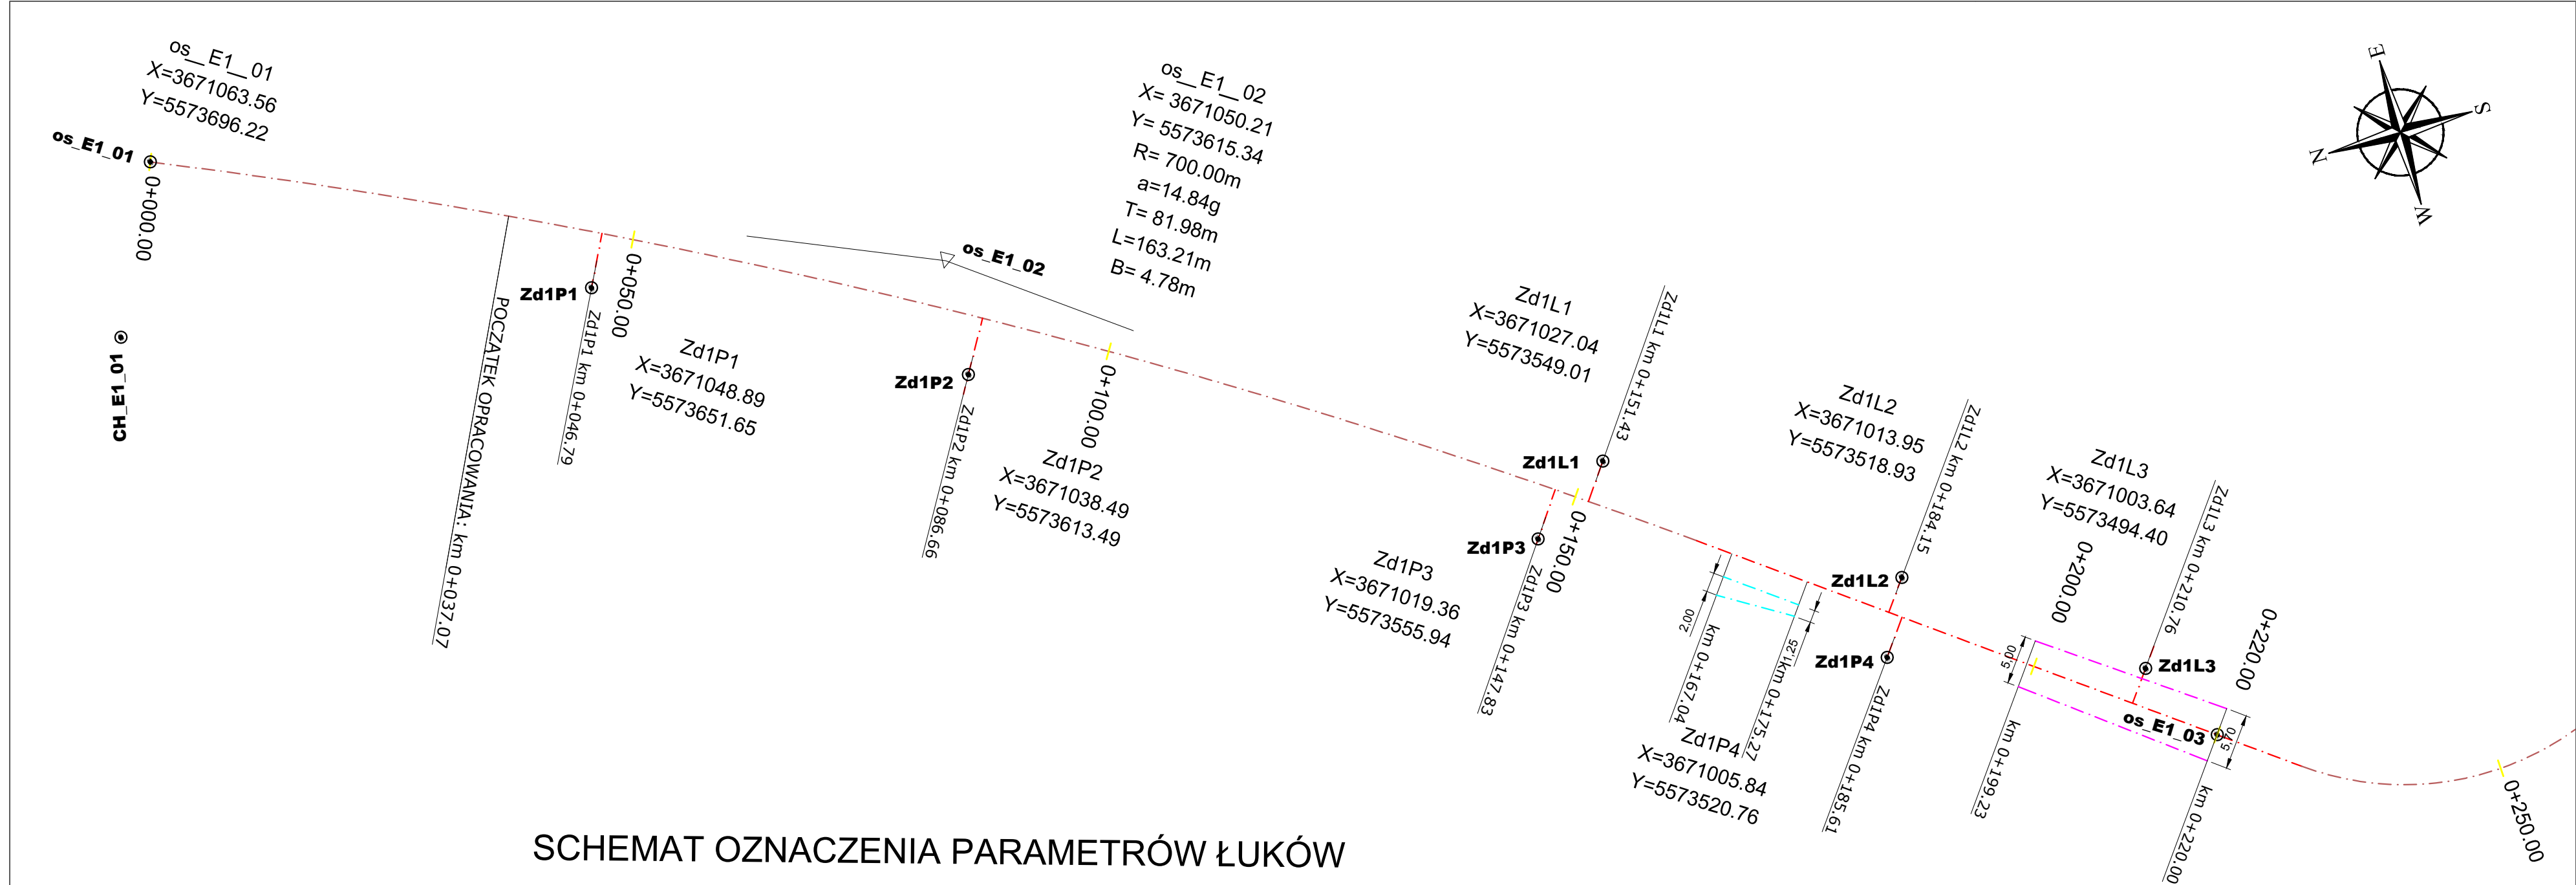 os__E1__01
X=3671063.56
Y=5573696.22
os_E1_01
0+000.00
CH_E1_01
POCZĄTEK OPRACOWANIA: km 0+037.07
Zd1P1
Zd1P1 km 0+046.79
0+050.00
Zd1P1
X=3671048.89
Y=5573651.65
os_E1_02
Zd1P2
Zd1P2 km 0+086.66
0+100.00
Zd1P2
X=3671038.49
Y=5573613.49
os__E1__02
X= 3671050.21
Y= 5573615.34
R= 700.00m
a=14.84g
T= 81.98m
L=163.21m
B= 4.78m
Zd1L1
X=3671027.04
Y=5573549.01
Zd1L1 km 0+151.43
Zd1L1
Zd1P3
Zd1P3 km 0+147.83
0+150.00
Zd1P3
X=3671019.36
Y=5573555.94
2,00
km 0+167.04
1,25
km 0+175.27
Zd1P4
X=3671005.84
Y=5573520.76
Zd1L2
X=3671013.95
Y=5573518.93
Zd1L2 km 0+184.15
Zd1L2
Zd1P4
Zd1P4 km 0+185.61
Zd1L3
X=3671003.64
Y=5573494.40
0+200.00
Zd1L3 km 0+210.76
Zd1L3
0+220.00
5,00
km 0+199.23
os_E1_03
5,70
km 0+220.00
0+250.00
E
S
N
W
SCHEMAT OZNACZENIA PARAMETRÓW ŁUKÓW